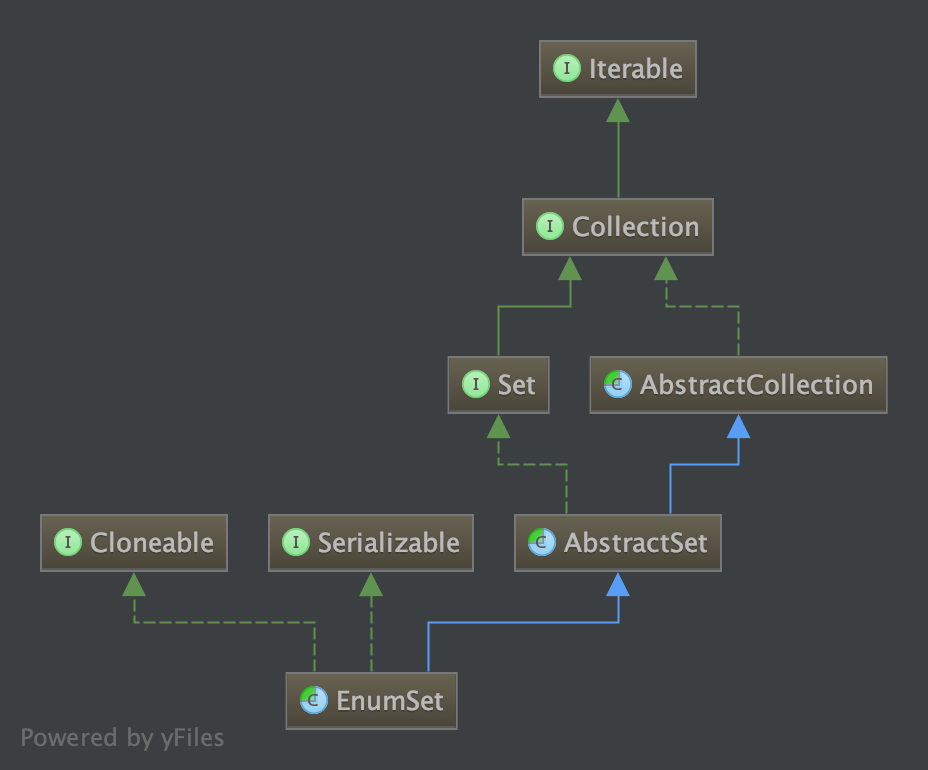 I Iterable
I Collection
I Set
C AbstractCollection
I Cloneable
I Serializable
C AbstractSet
C EnumSet
Powered by yFiles